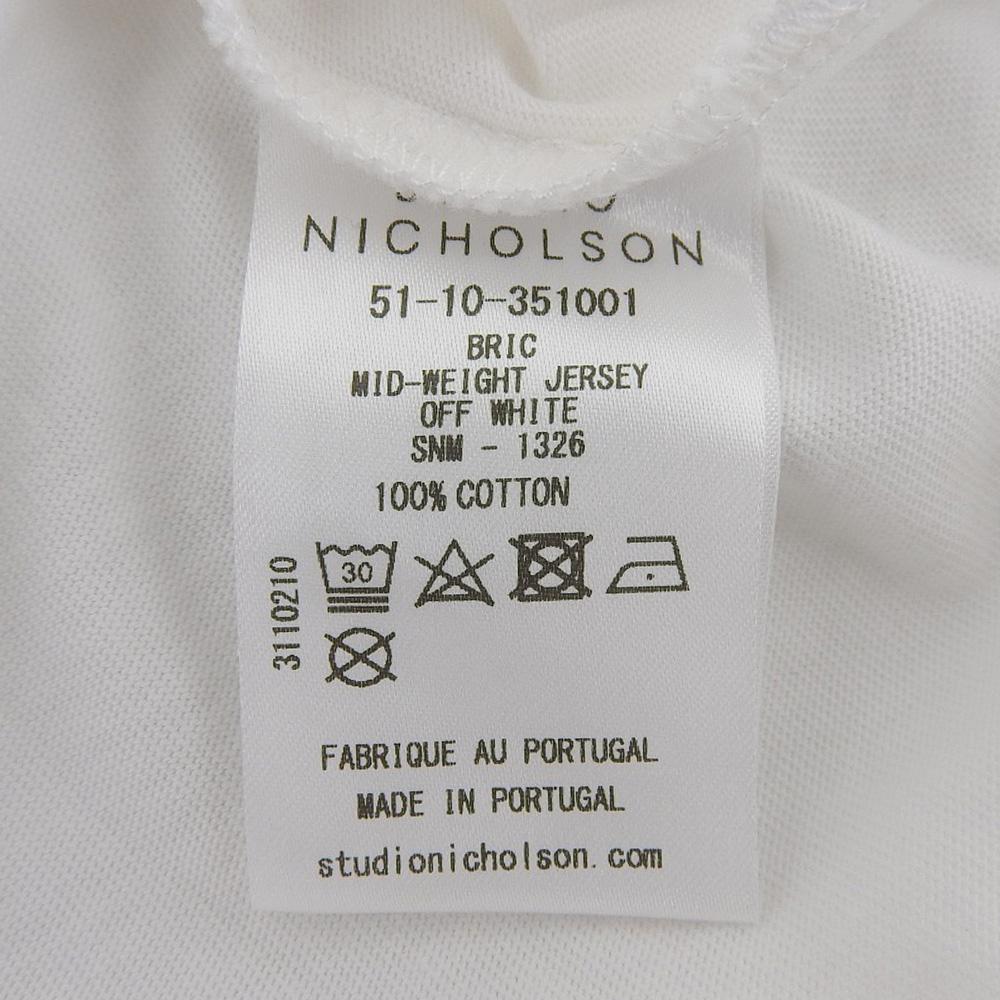 NICHOLSON
51-10-351001
BRIC
MID-WEIGHT JERSEY
OFF WHITE
SNM - 1326
100% COTTON
30
3110210
FABRIQUE AU PORTUGAL
MADE IN PORTUGAL
studionicholson.com